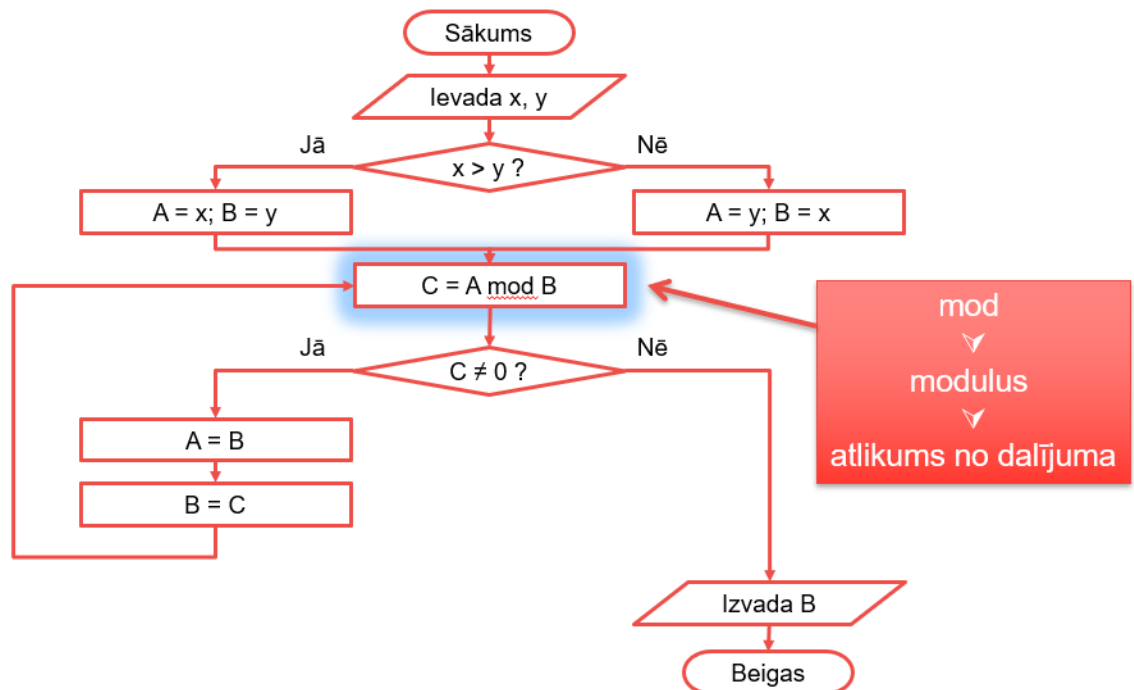 Sākums
Ievada x, y
Jā
Nē
x > y ?
A = x; B = y
A = y; B = x
C = A mod B
mod
modulus
atlikums no dalījuma
Jā
Nē
C ≠ 0 ?
A = B
B = C
Izvada B
Beigas